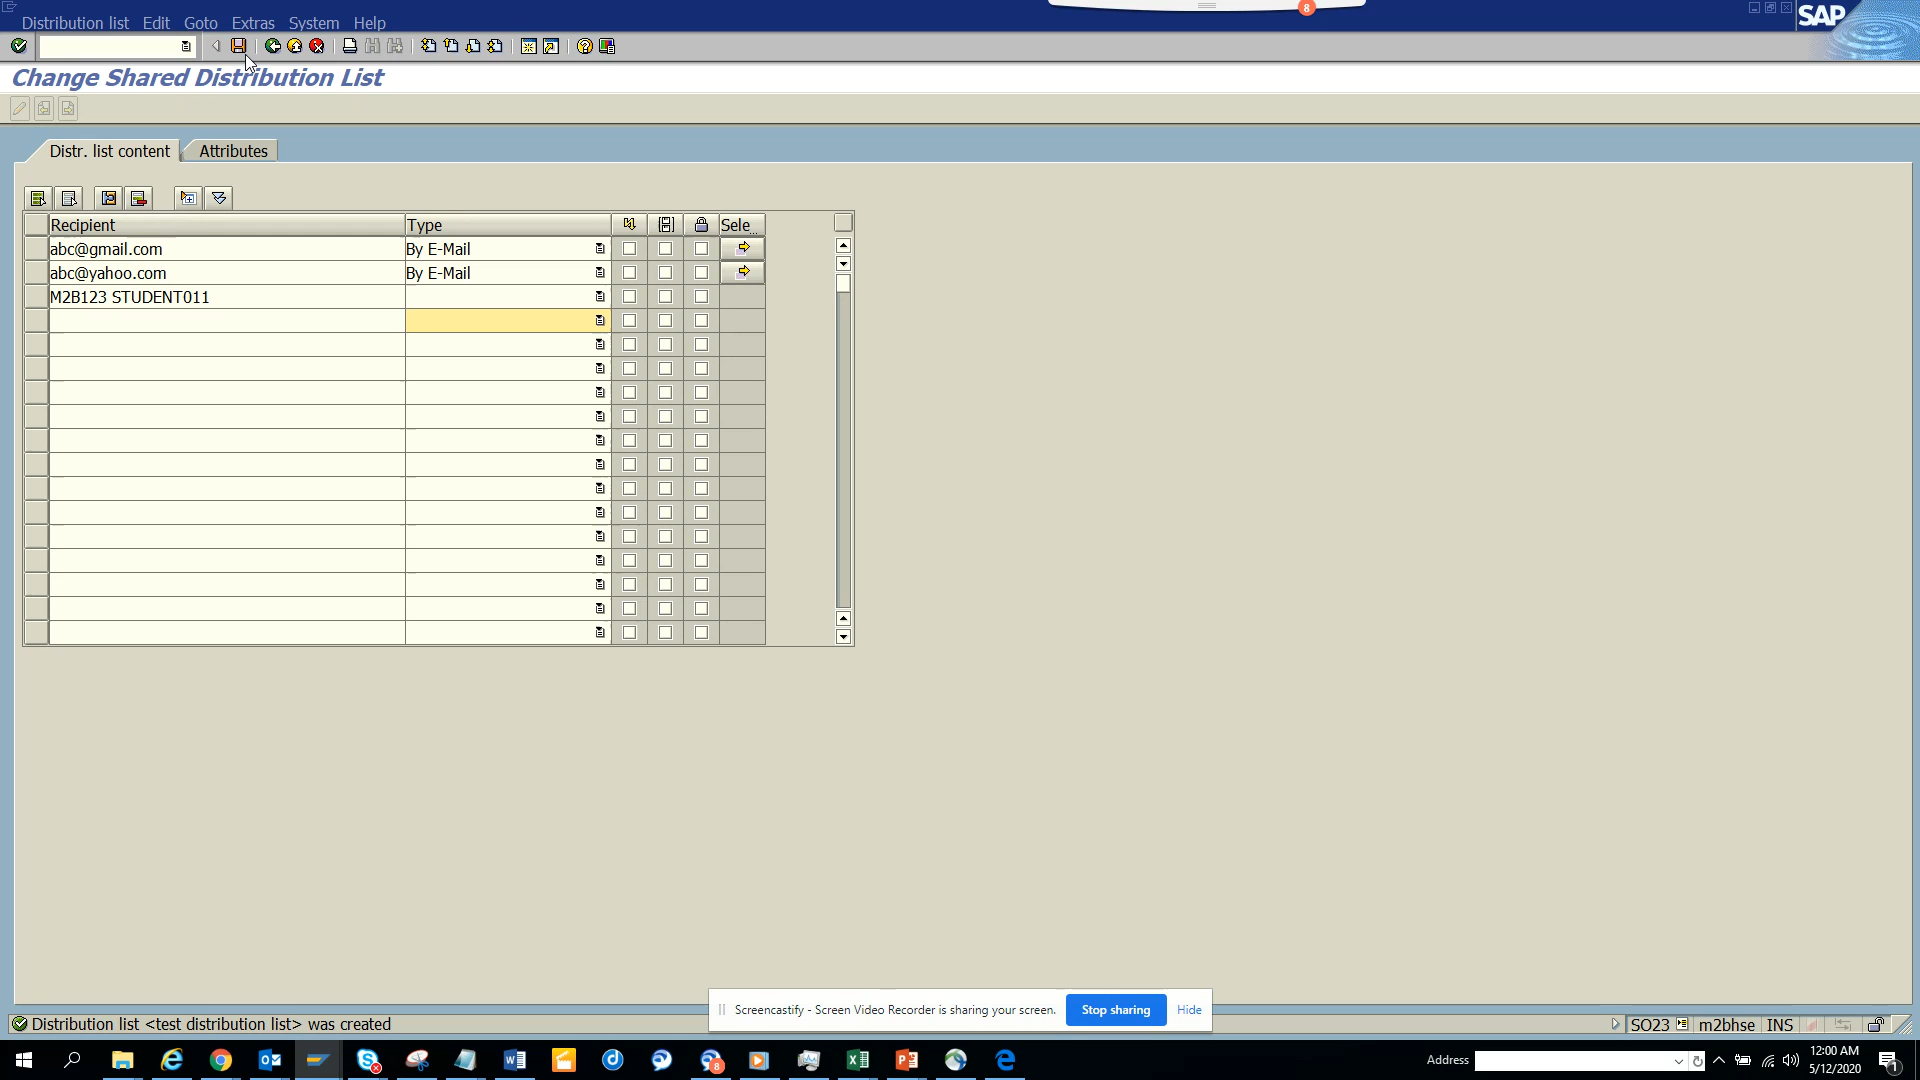 Distribution list Edit Goto Extras System Help
8
SAP
Change Shared Distribution List
Distr. list content Attributes
Recipient Type Sele...
abc@gmail.com By E-Mail
abc@yahoo.com By E-Mail
M2B123 STUDENT011
Screencastify - Screen Video Recorder is sharing your screen. Stop sharing Hide
Distribution list <test distribution list> was created
SO23 m2bhse INS
8
Address
12:00 AM
5/12/2020
1